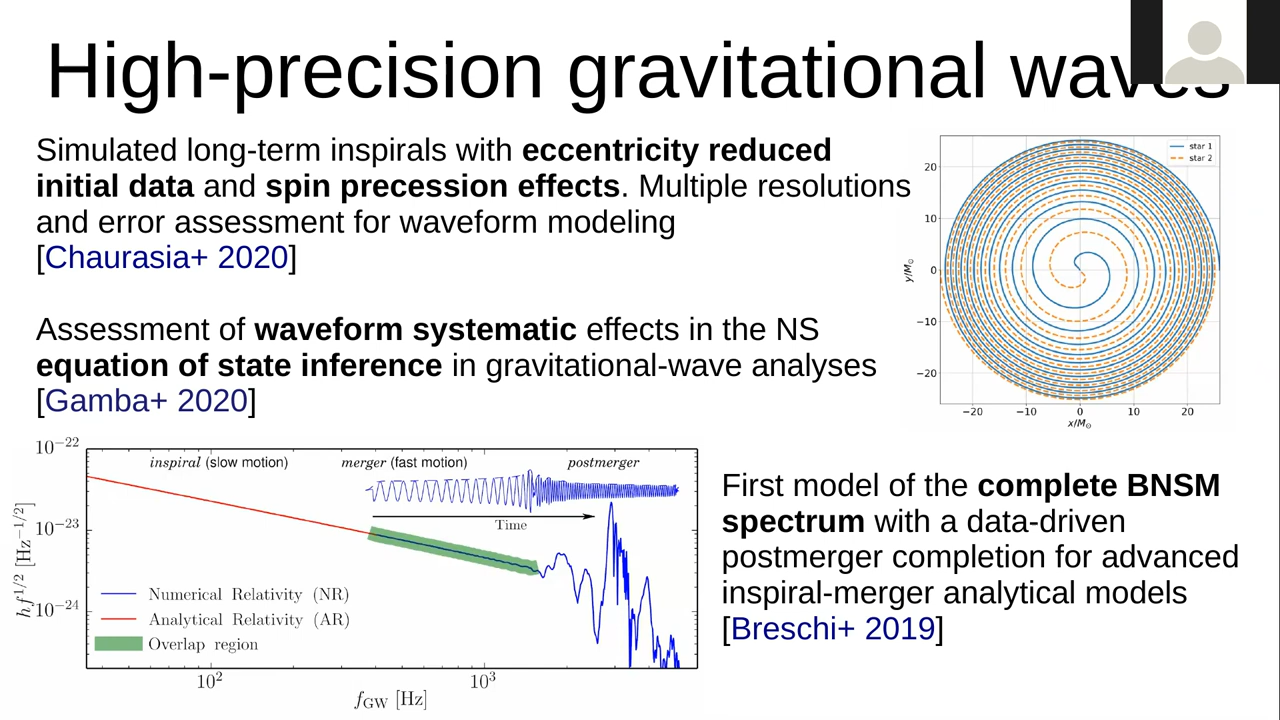 High-precision gravitational waves
Simulated long-term inspirals with eccentricity reduced
initial data and spin precession effects. Multiple resolutions
and error assessment for waveform modeling
[Chaurasia+ 2020]
Assessment of waveform systematic effects in the NS
equation of state inference in gravitational-wave analyses
[Gamba+ 2020]
star 1
star 2
20
10
0
−10
−20
y/M⊙
−20 −10 0 10 20
x/M⊙
inspiral (slow motion) merger (fast motion) postmerger
Time
Numerical Relativity (NR)
Analytical Relativity (AR)
Overlap region
10⁻²²
10⁻²³
10⁻²⁴
hf^1/2 [Hz^−1/2]
10² 10³
f_GW [Hz]
First model of the complete BNSM
spectrum with a data-driven
postmerger completion for advanced
inspiral-merger analytical models
[Breschi+ 2019]